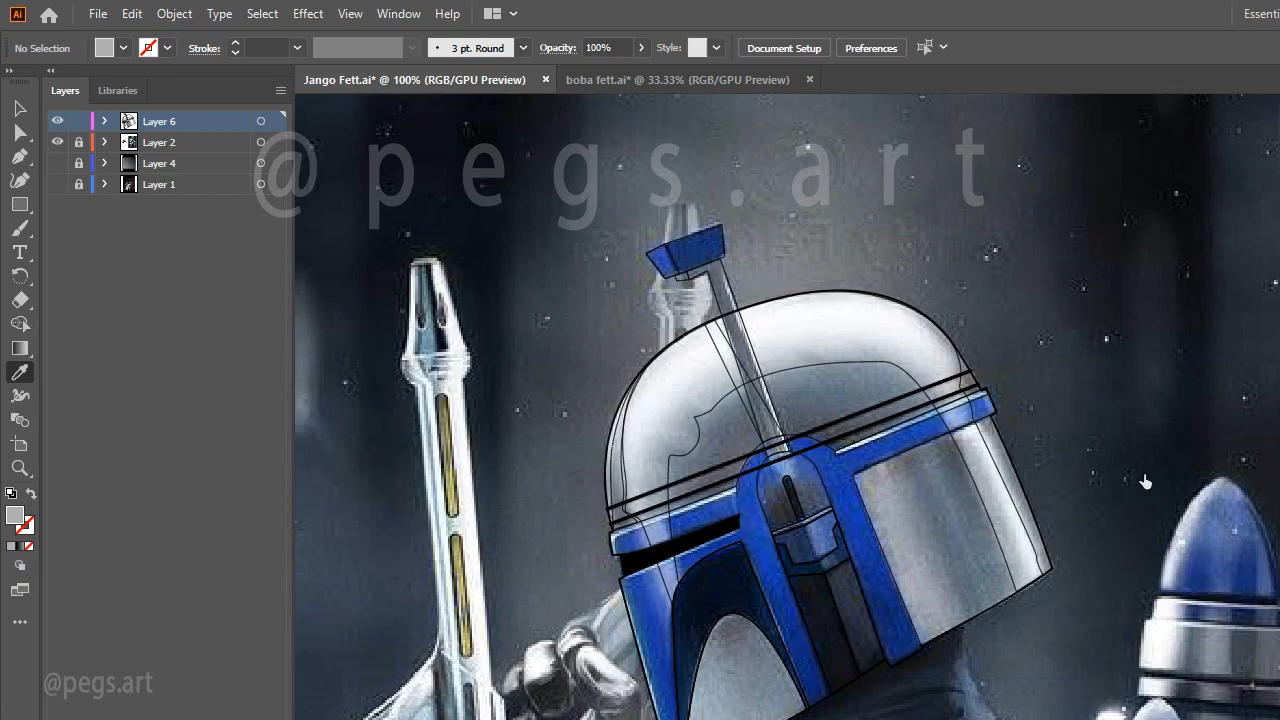 Ai File Edit Object Type Select Effect View Window Help Essenti
No Selection Stroke: 3 pt. Round Opacity: 100% Style: Document Setup Preferences
Jango Fett.ai* @ 100% (RGB/GPU Preview) × boba fett.ai* @ 33.33% (RGB/GPU Preview) ×
Layers Libraries
Layer 6
Layer 2
Layer 4
Layer 1
@pegs.art
@pegs.art